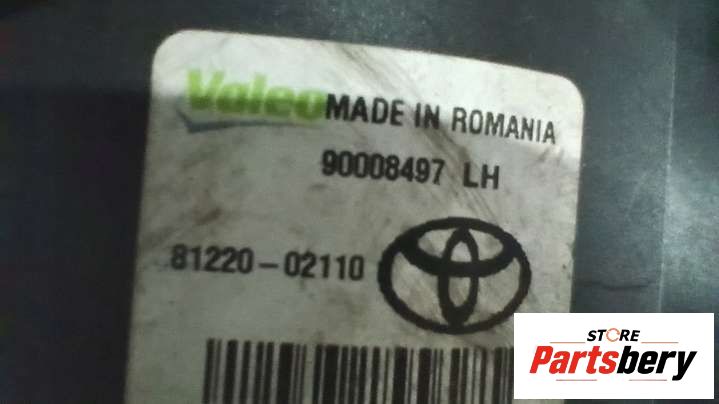 Valeo MADE IN ROMANIA
90008497 LH
81220-02110
STORE
Partsbery